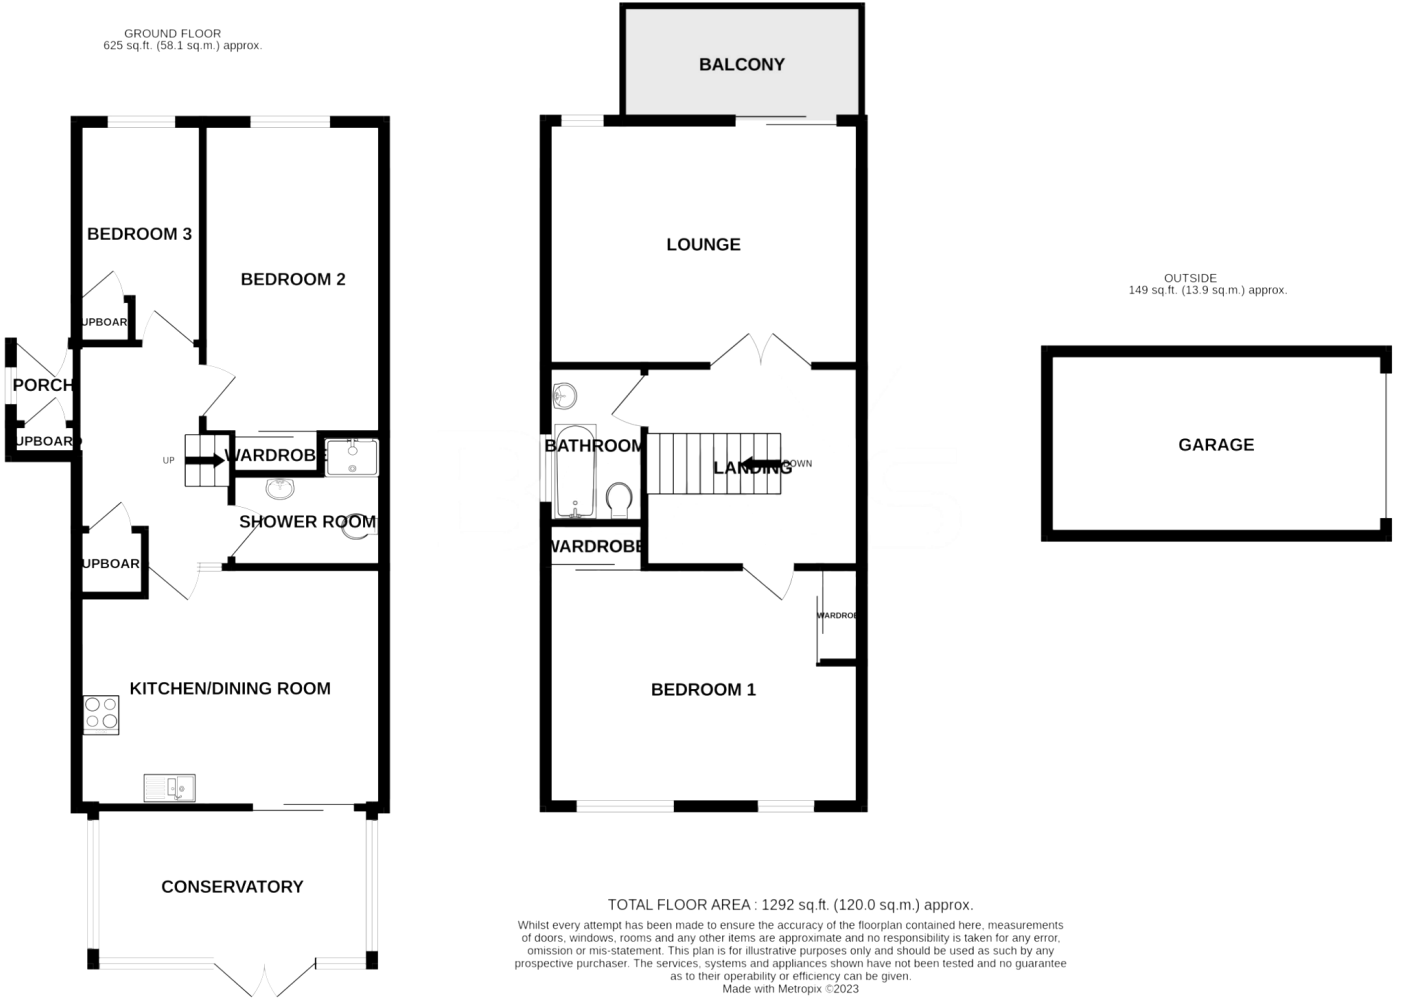 GROUND FLOOR
625 sq.ft. (58.1 sq.m.) approx.
BEDROOM 3
BEDROOM 2
UPBOAR
PORCH
UPBOARD
UP
WARDROBE
SHOWER ROOM
UPBOAR
KITCHEN/DINING ROOM
CONSERVATORY
BALCONY
LOUNGE
BATHROOM
LANDING
DOWN
WARDROBE
WARDROBE
BEDROOM 1
OUTSIDE
149 sq.ft. (13.9 sq.m.) approx.
GARAGE
TOTAL FLOOR AREA : 1292 sq.ft. (120.0 sq.m.) approx.
Whilst every attempt has been made to ensure the accuracy of the floorplan contained here, measurements
of doors, windows, rooms and any other items are approximate and no responsibility is taken for any error,
omission or mis-statement. This plan is for illustrative purposes only and should be used as such by any
prospective purchaser. The services, systems and appliances shown have not been tested and no guarantee
as to their operability or efficiency can be given.
Made with Metropix ©2023